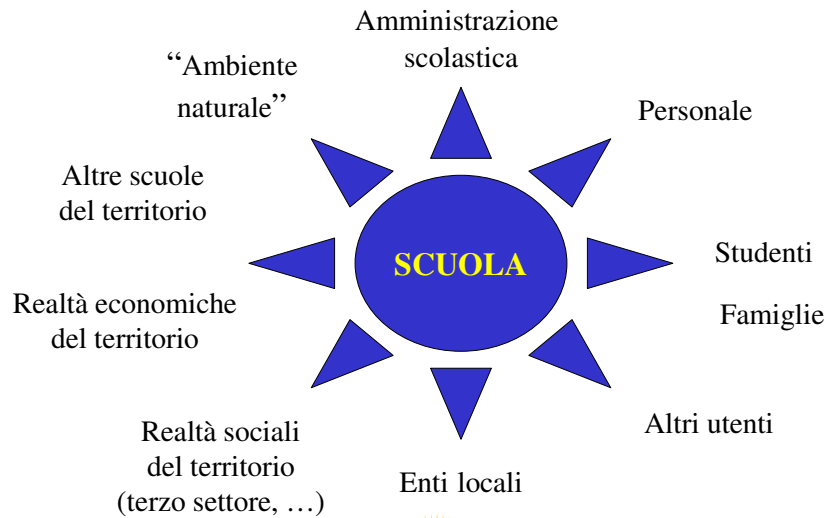 Amministrazione
scolastica
“Ambiente
naturale”
Personale
Altre scuole
del territorio
SCUOLA
Studenti
Realtà economiche
del territorio
Famiglie
Altri utenti
Realtà sociali
del territorio
(terzo settore, …)
Enti locali